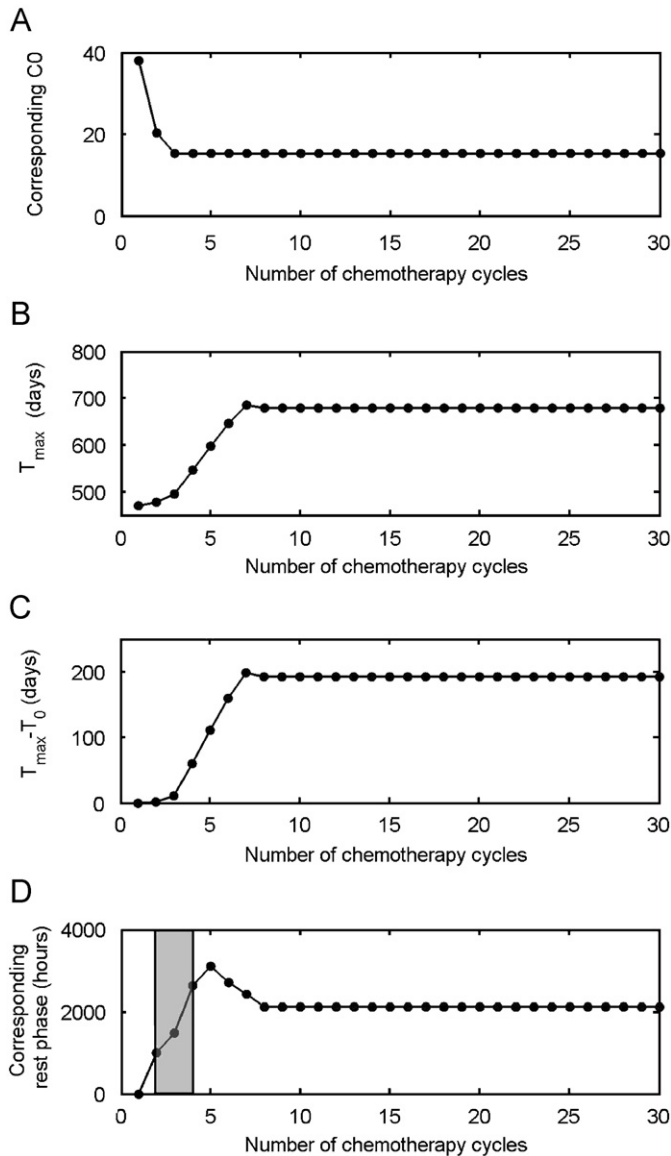 A
Corresponding C0
40
20
0
0 5 10 15 20 25 30
Number of chemotherapy cycles
B
T_max (days)
800
700
600
500
0 5 10 15 20 25 30
Number of chemotherapy cycles
C
T_max-T_0 (days)
200
100
0
0 5 10 15 20 25 30
Number of chemotherapy cycles
D
Corresponding
rest phase (hours)
4000
2000
0
0 5 10 15 20 25 30
Number of chemotherapy cycles